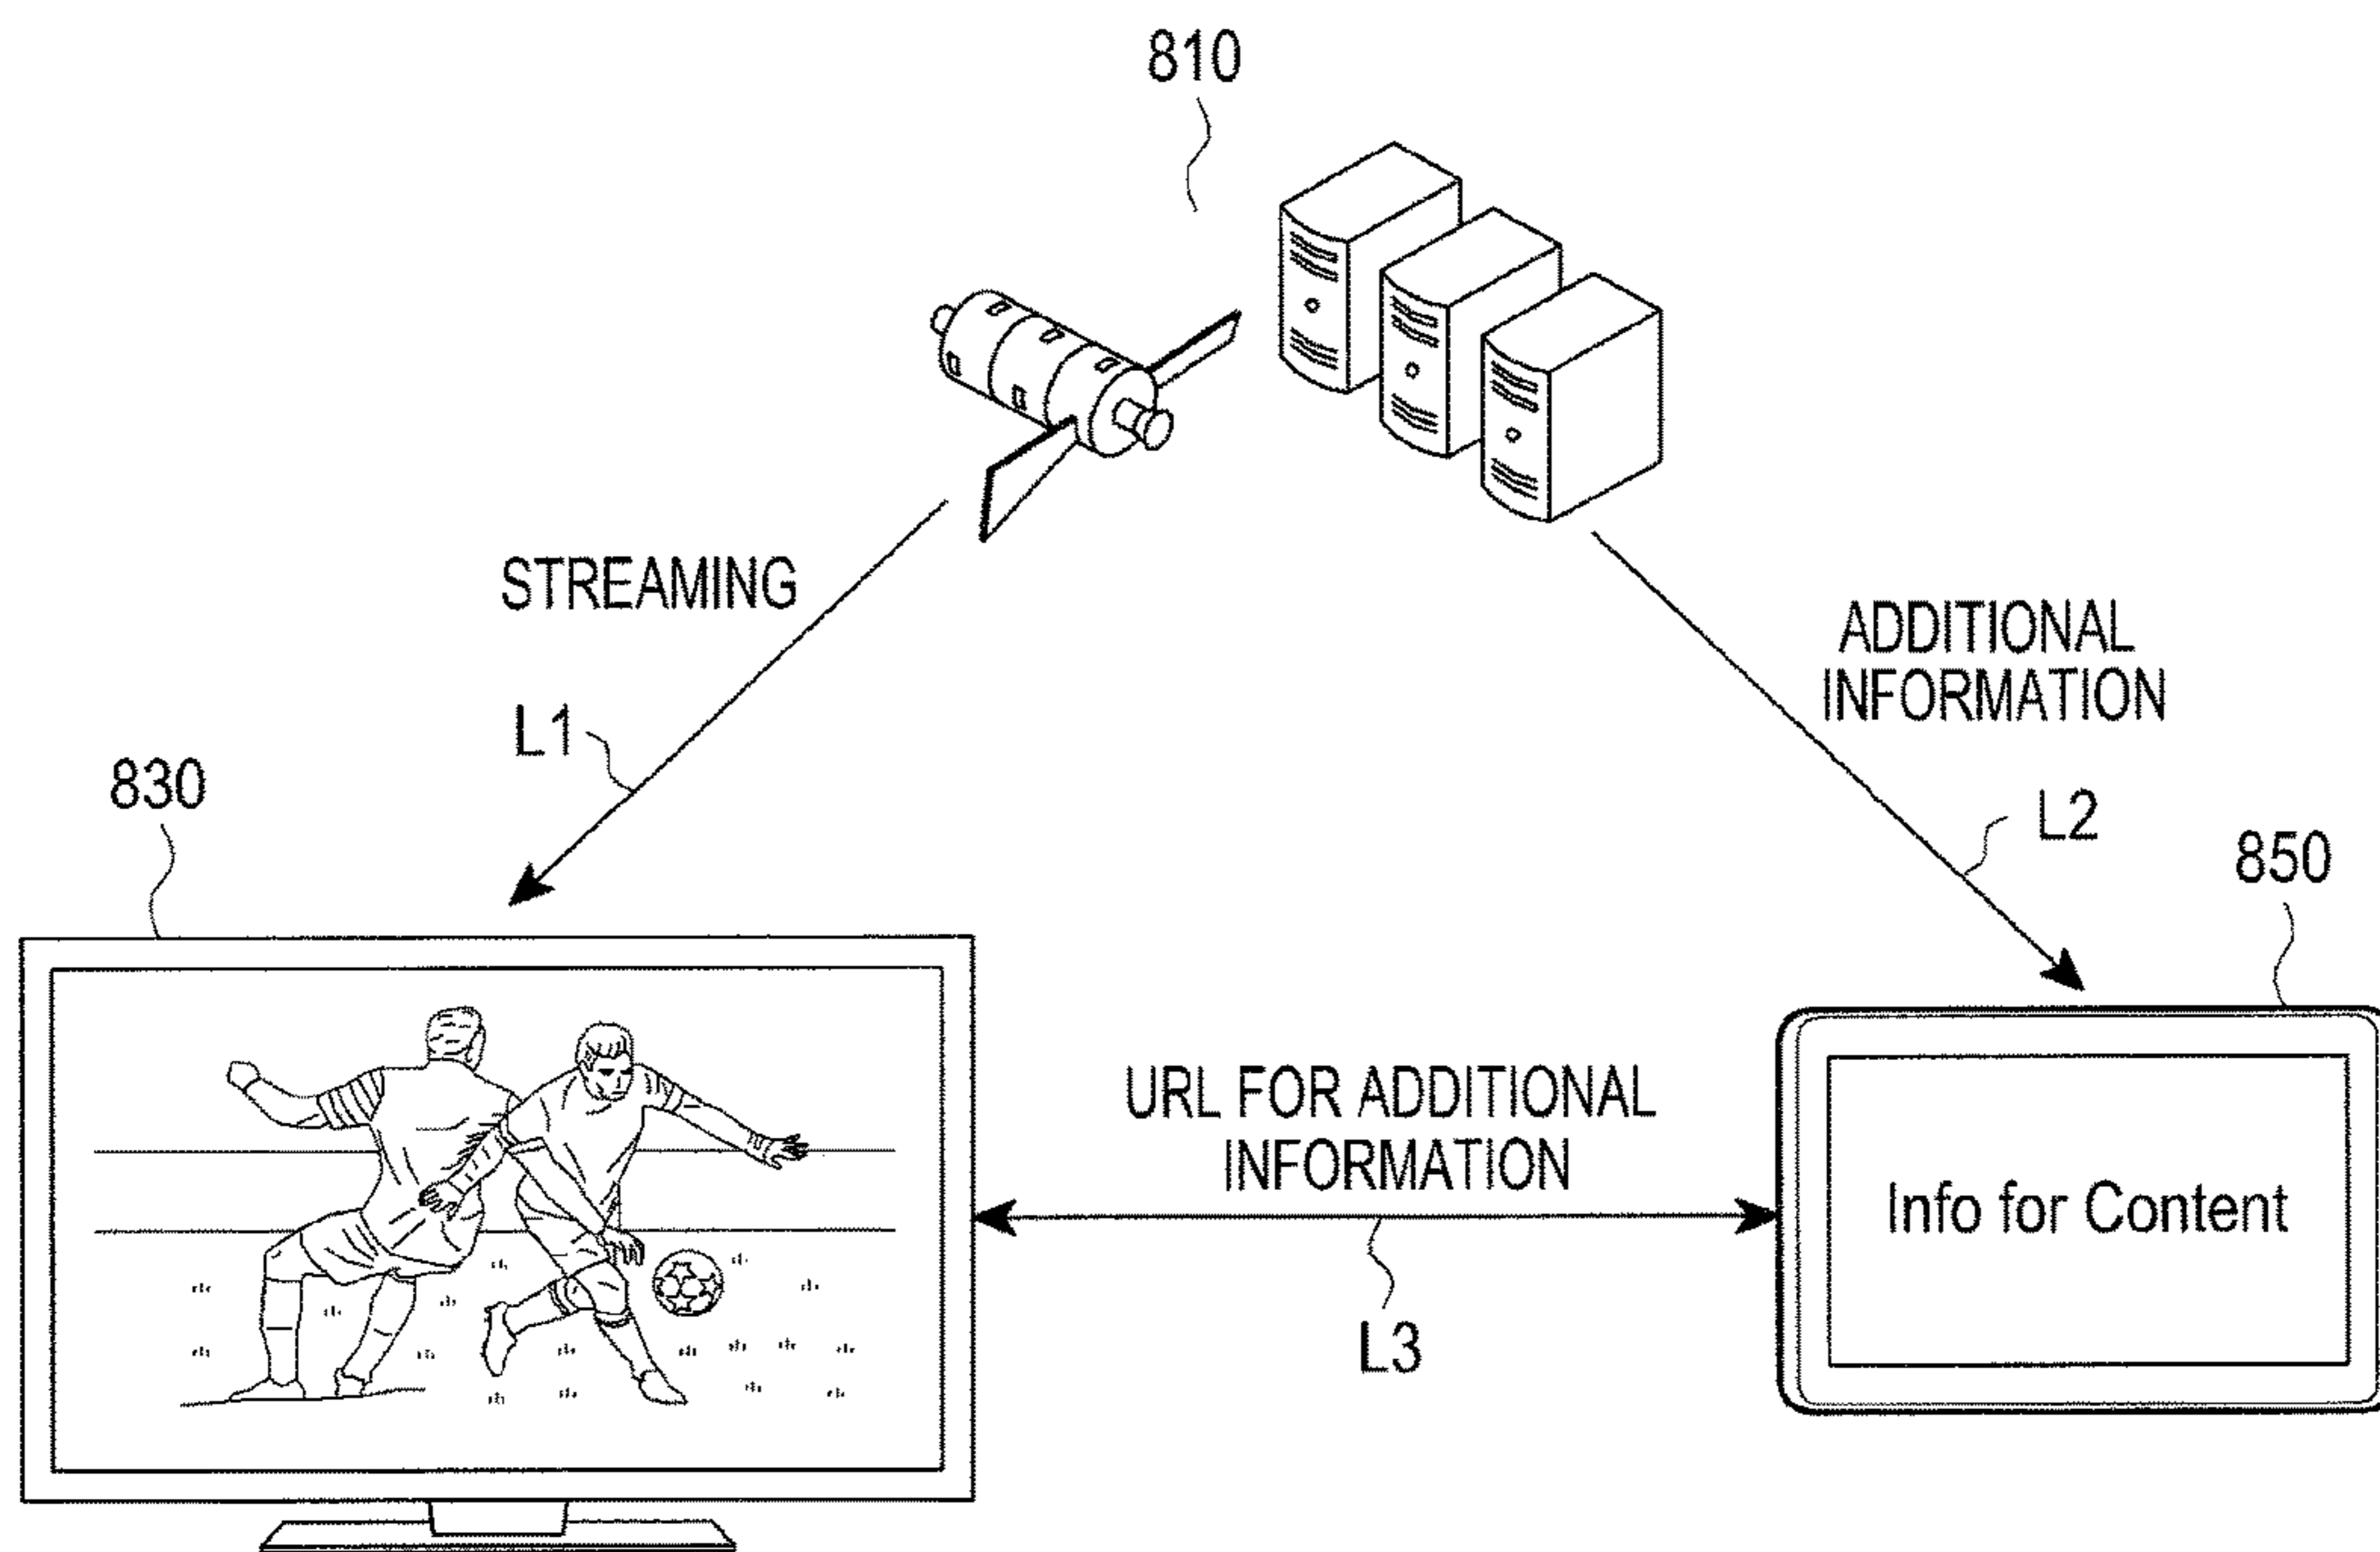 810
STREAMING
ADDITIONAL
INFORMATION
L1
L2
830
850
URL FOR ADDITIONAL
INFORMATION
Info for Content
L3